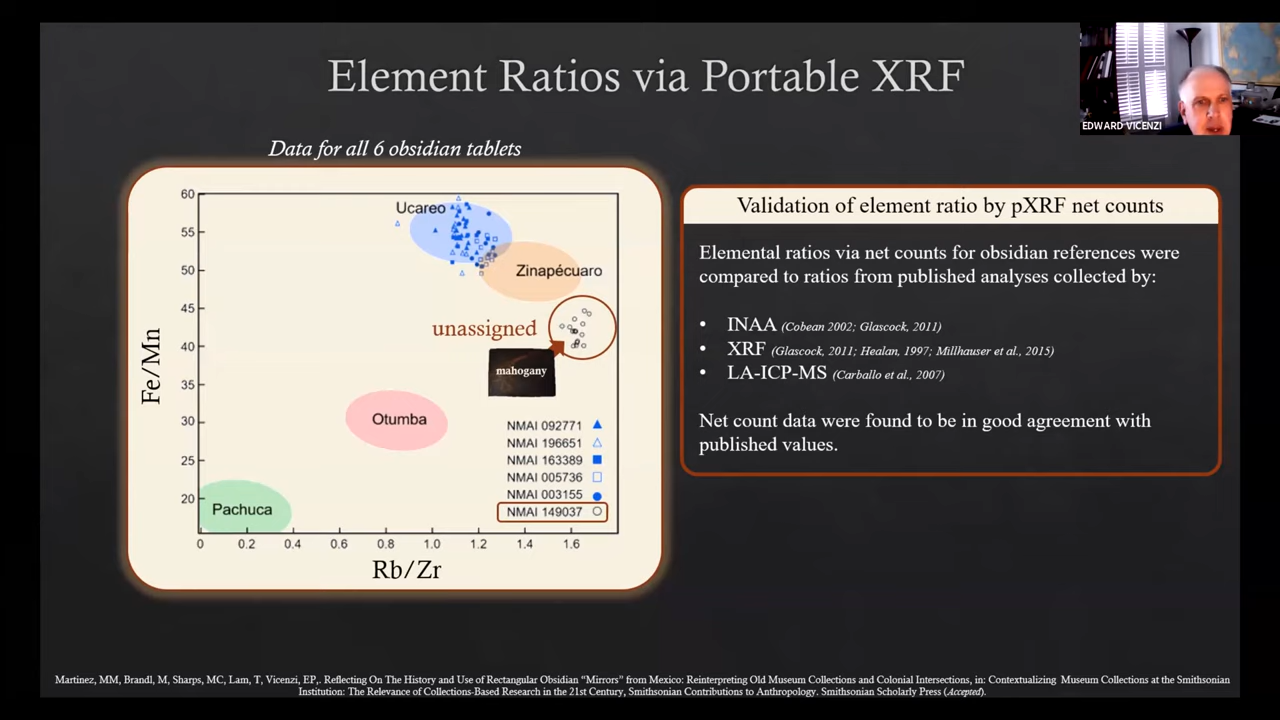 Element Ratios via Portable XRF
EDWARD VICENZI
Data for all 6 obsidian tablets
60
55
50
45
40
35
30
25
20
Fe/Mn
Ucareo
Zinapécuaro
unassigned
mahogany
Otumba
Pachuca
NMAI 092771
NMAI 196651
NMAI 163389
NMAI 005736
NMAI 003155
NMAI 149037
0 0.2 0.4 0.6 0.8 1.0 1.2 1.4 1.6
Rb/Zr
Validation of element ratio by pXRF net counts
Elemental ratios via net counts for obsidian references were
compared to ratios from published analyses collected by:
• INAA (Cobean 2002; Glascock, 2011)
• XRF (Glascock, 2011; Healan, 1997; Millhauser et al., 2015)
• LA-ICP-MS (Carballo et al., 2007)
Net count data were found to be in good agreement with
published values.
Martinez, MM, Brandl, M, Sharps, MC, Lam, T, Vicenzi, EP,. Reflecting On The History and Use of Rectangular Obsidian “Mirrors” from Mexico: Reinterpreting Old Museum Collections and Colonial Intersections, in: Contextualizing Museum Collections at the Smithsonian
Institution: The Relevance of Collections-Based Research in the 21st Century, Smithsonian Contributions to Anthropology. Smithsonian Scholarly Press (Accepted).